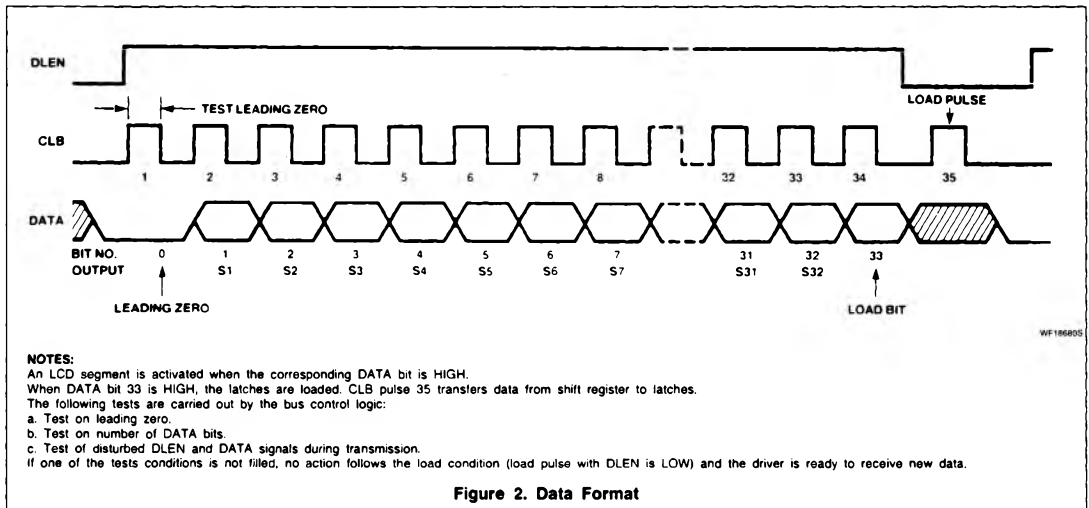 DLEN
LOAD PULSE
TEST LEADING ZERO
CLB
1 2 3 4 5 6 7 8 32 33 34 35
DATA
BIT NO. 0 1 2 3 4 5 6 7 31 32 33
OUTPUT S1 S2 S3 S4 S5 S6 S7 S31 S32
LEADING ZERO
LOAD BIT
WF18680S
NOTES:
An LCD segment is activated when the corresponding DATA bit is HIGH.
When DATA bit 33 is HIGH, the latches are loaded. CLB pulse 35 transfers data from shift register to latches.
The following tests are carried out by the bus control logic:
a. Test on leading zero.
b. Test on number of DATA bits.
c. Test of disturbed DLEN and DATA signals during transmission.
If one of the tests conditions is not filled, no action follows the load condition (load pulse with DLEN is LOW) and the driver is ready to receive new data.
Figure 2. Data Format